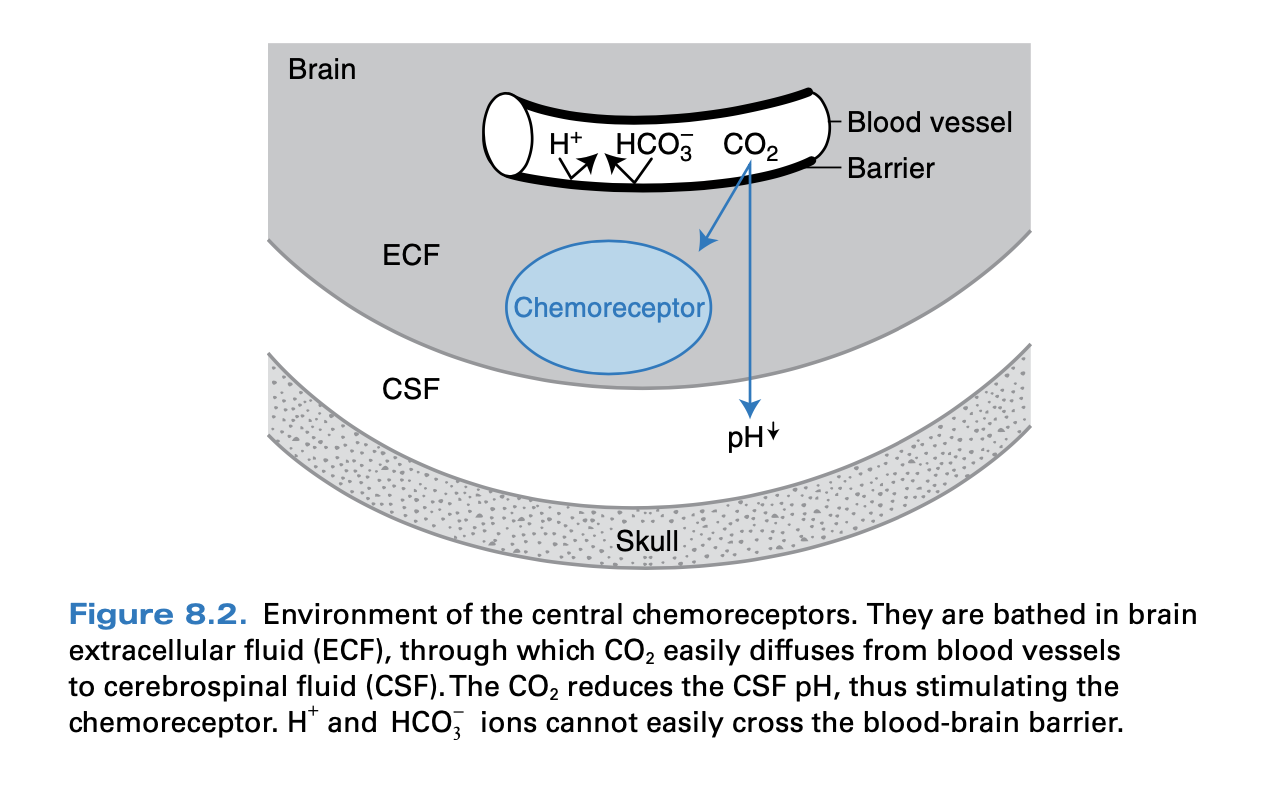 Brain
H⁺ HCO₃⁻ CO₂
Blood vessel
Barrier
ECF
Chemoreceptor
CSF
pH↓
Skull
Figure 8.2. Environment of the central chemoreceptors. They are bathed in brain
extracellular fluid (ECF), through which CO₂ easily diffuses from blood vessels
to cerebrospinal fluid (CSF). The CO₂ reduces the CSF pH, thus stimulating the
chemoreceptor. H⁺ and HCO₃⁻ ions cannot easily cross the blood-brain barrier.